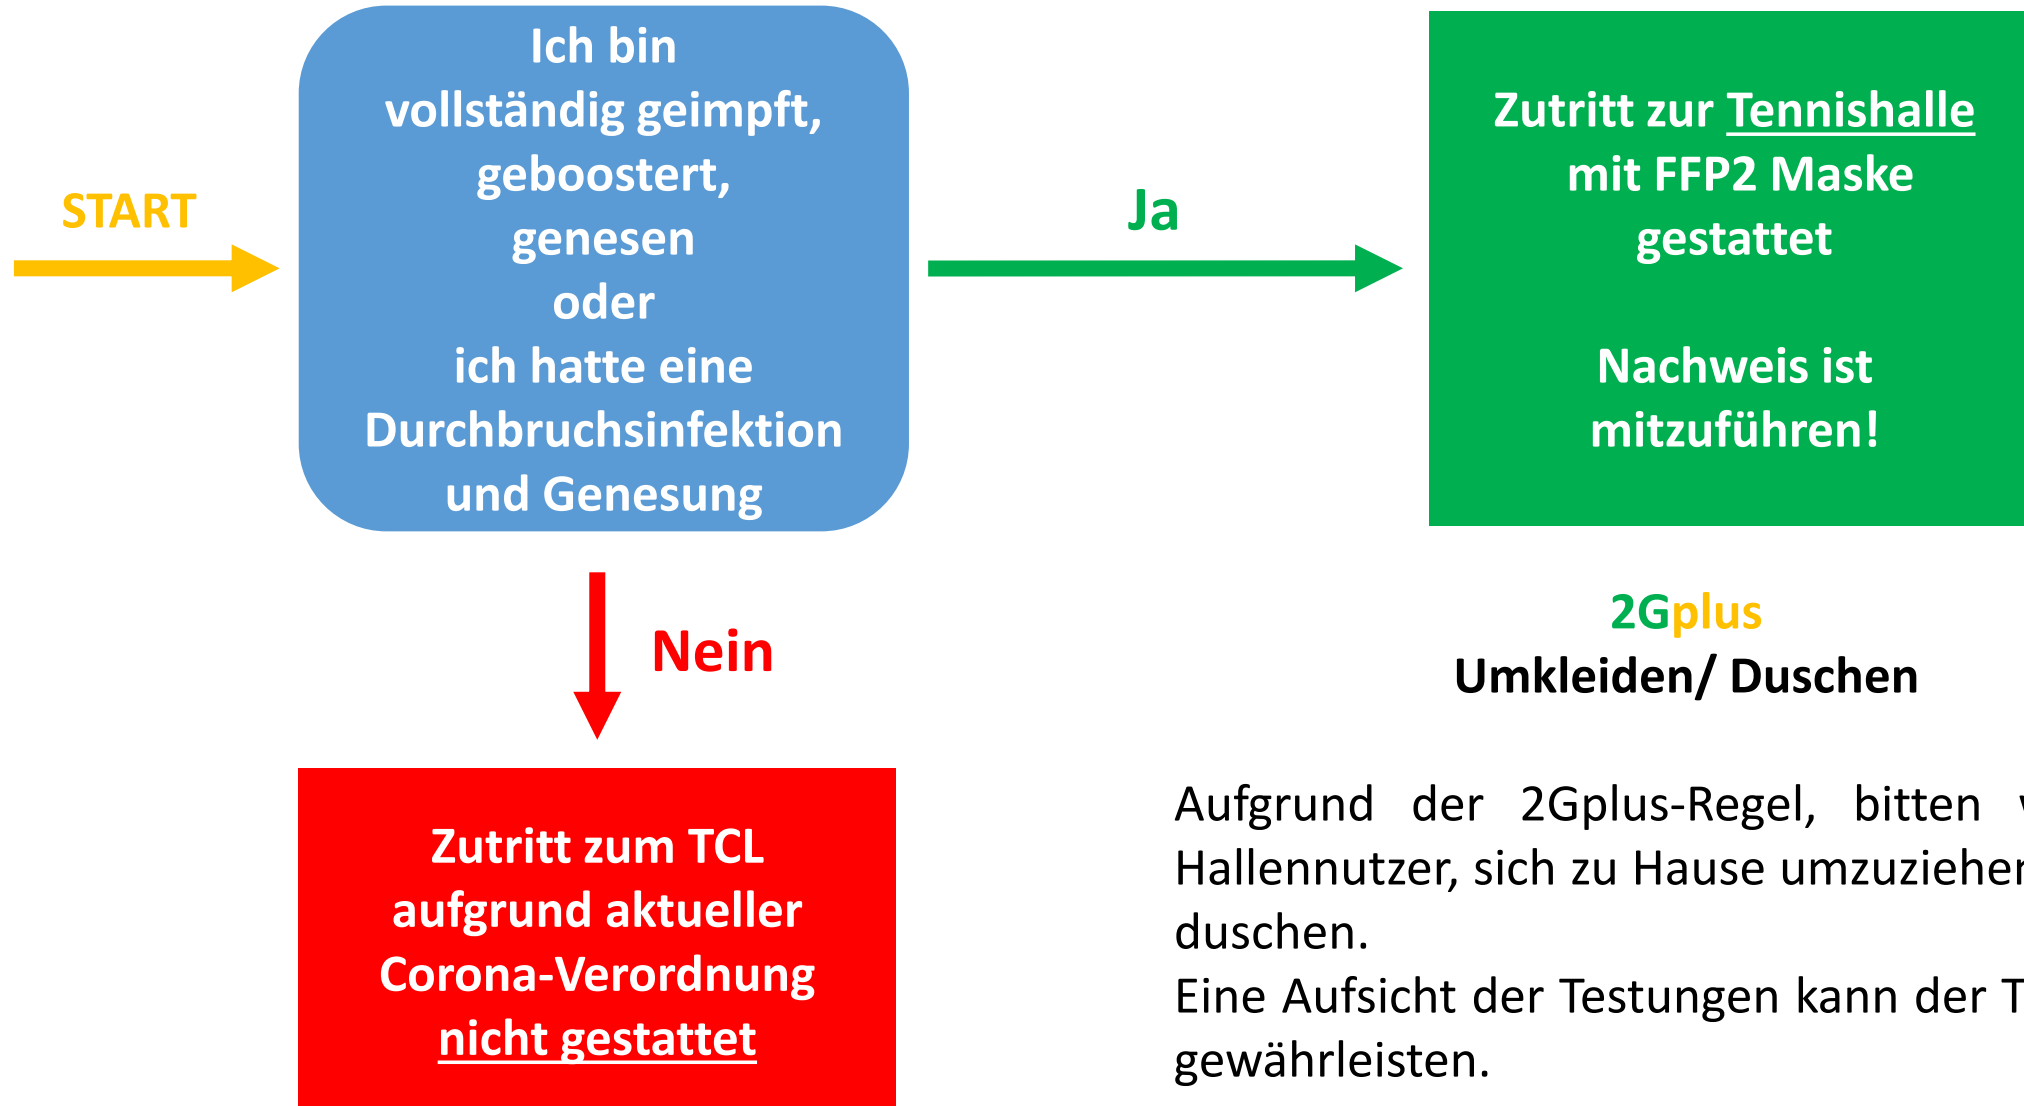 START
Ich bin
vollständig geimpft,
geboostert,
genesen
oder
ich hatte eine
Durchbruchsinfektion
und Genesung
Ja
Zutritt zur Tennishalle
mit FFP2 Maske
gestattet
Nachweis ist
mitzuführen!
Nein
Zutritt zum TCL
aufgrund aktueller
Corona-Verordnung
nicht gestattet
2Gplus
Umkleiden/ Duschen
Aufgrund der 2Gplus-Regel, bitten
Hallennutzer, sich zu Hause
duschen.
Eine Aufsicht der Testungen kann der
gewährleisten.